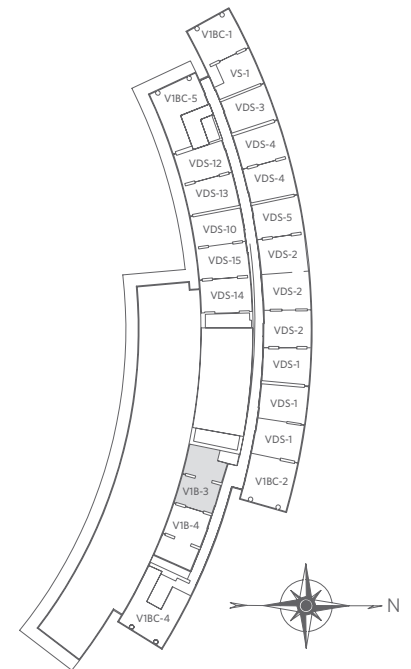 V1BC-1
VS-1
V1BC-5
VDS-3
VDS-4
VDS-12
VDS-4
VDS-13
VDS-5
VDS-10
VDS-2
VDS-15
VDS-2
VDS-14
VDS-2
VDS-1
VDS-1
VDS-1
V1BC-2
V1B-3
V1B-4
V1BC-4
N